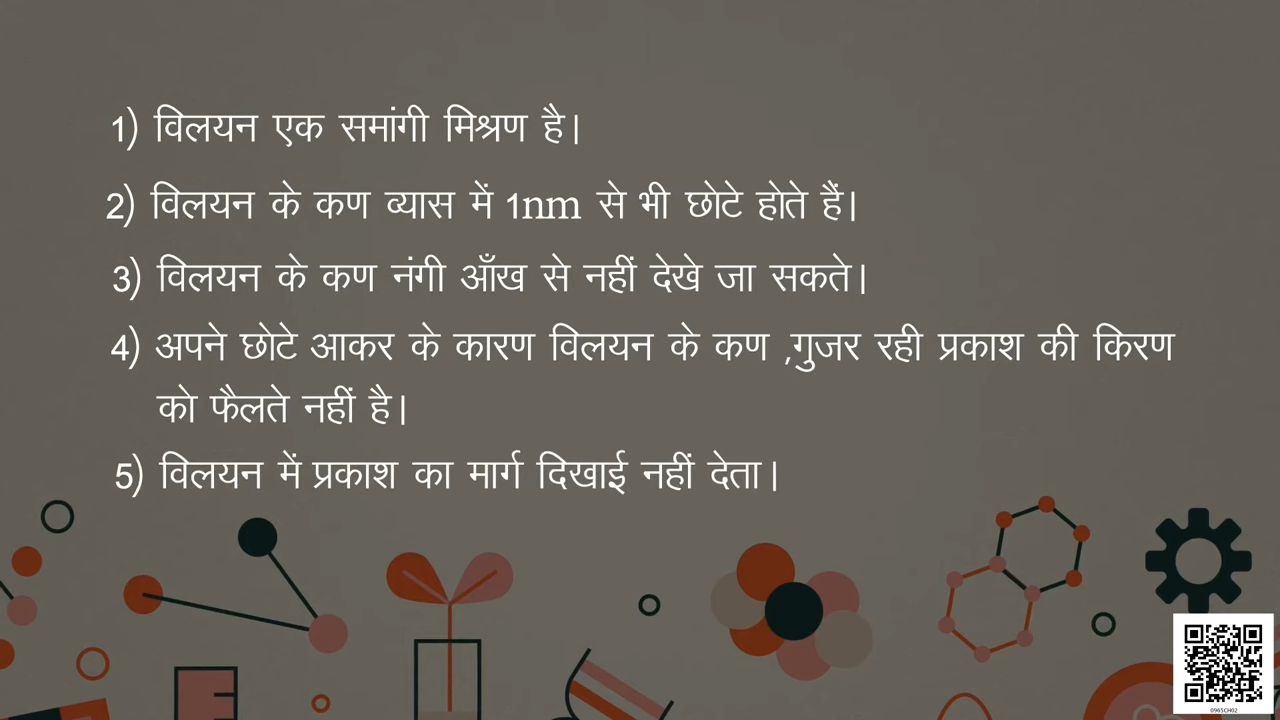 1) विलयन एक समांगी मिश्रण है।
2) विलयन के कण व्यास में 1nm से भी छोटे होते हैं।
3) विलयन के कण नंगी आँख से नहीं देखे जा सकते।
4) अपने छोटे आकर के कारण विलयन के कण ,गुजर रही प्रकाश की किरण
को फैलते नहीं है।
5) विलयन में प्रकाश का मार्ग दिखाई नहीं देता।
0965CH02